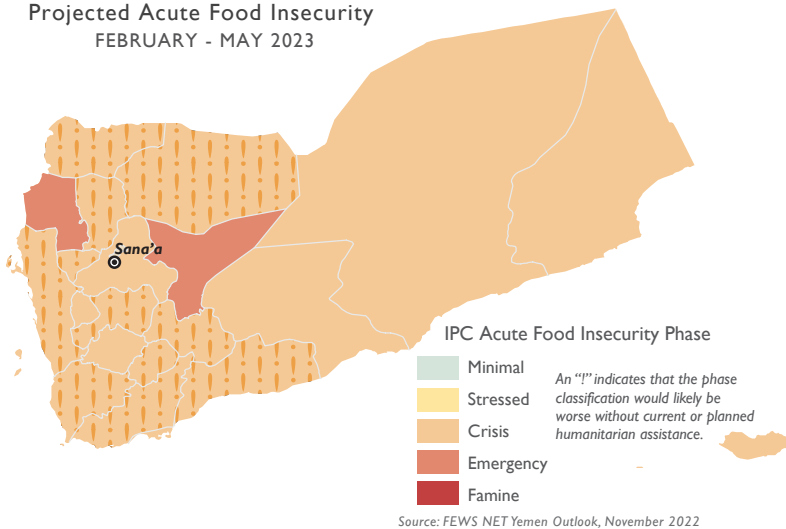 Projected Acute Food Insecurity
FEBRUARY - MAY 2023
Sana’a
IPC Acute Food Insecurity Phase
Minimal
Stressed
Crisis
Emergency
Famine
An “!” indicates that the phase
classification would likely be
worse without current or planned
humanitarian assistance.
Source: FEWS NET Yemen Outlook, November 2022